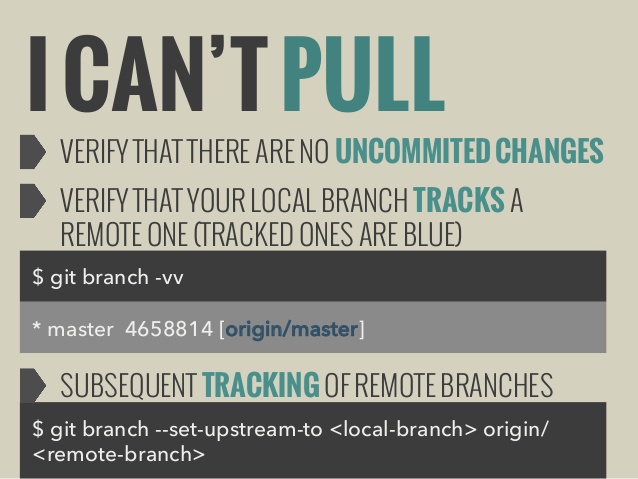 I CAN'T PULL
VERIFY THAT THERE ARE NO UNCOMMITED CHANGES
VERIFY THAT YOUR LOCAL BRANCH TRACKS A
REMOTE ONE (TRACKED ONES ARE BLUE)
$ git branch -vv
* master 4658814 [origin/master]
SUBSEQUENT TRACKING OF REMOTE BRANCHES
$ git branch --set-upstream-to <local-branch> origin/
<remote-branch>